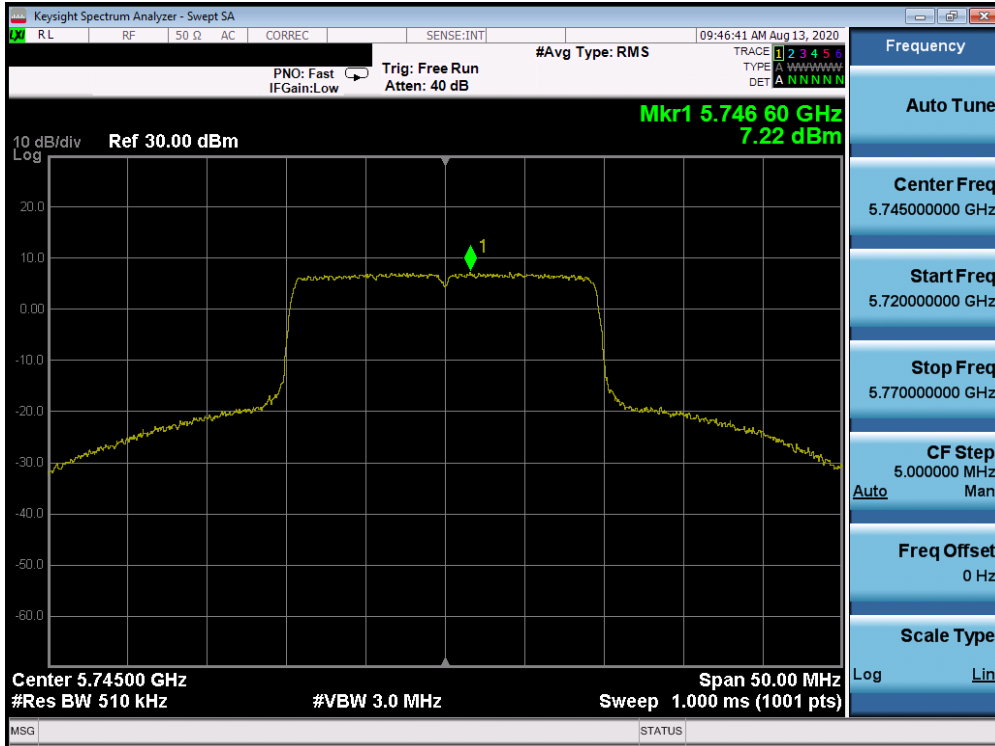 Keysight Spectrum Analyzer - Swept SA
LXI RL RF 50 Ω AC CORREC SENSE:INT 09:46:41 AM Aug 13, 2020
PNO: Fast
IFGain:Low
Trig: Free Run
Atten: 40 dB
#Avg Type: RMS
TRACE 1 2 3 4 5 6
TYPE A WWWWW
DET A N N N N N
Mkr1 5.746 60 GHz
7.22 dBm
10 dB/div
Log
Ref 30.00 dBm
20.0
10.0
0.00
-10.0
-20.0
-30.0
-40.0
-50.0
-60.0
1
Center 5.74500 GHz
#Res BW 510 kHz
#VBW 3.0 MHz
Span 50.00 MHz
Sweep 1.000 ms (1001 pts)
MSG
STATUS
Frequency
Auto Tune
Center Freq
5.745000000 GHz
Start Freq
5.720000000 GHz
Stop Freq
5.770000000 GHz
CF Step
5.000000 MHz
Auto Man
Freq Offset
0 Hz
Scale Type
Log Lin